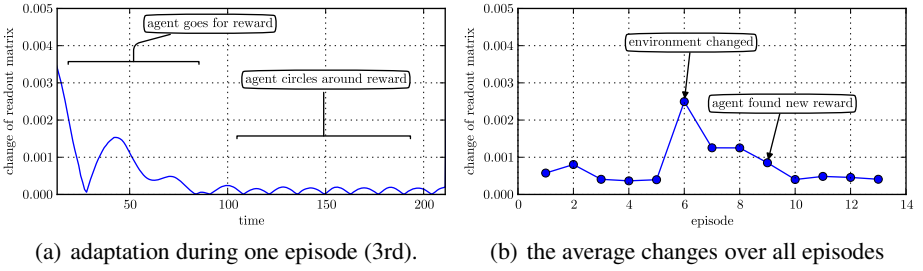 agent goes for reward
agent circles around reward
change of readout matrix
0.005
0.004
0.003
0.002
0.001
0.000
50
100
150
200
time
(a) adaptation during one episode (3rd).
environment changed
agent found new reward
change of readout matrix
0.005
0.004
0.003
0.002
0.001
0.000
0
2
4
6
8
10
12
14
episode
(b) the average changes over all episodes